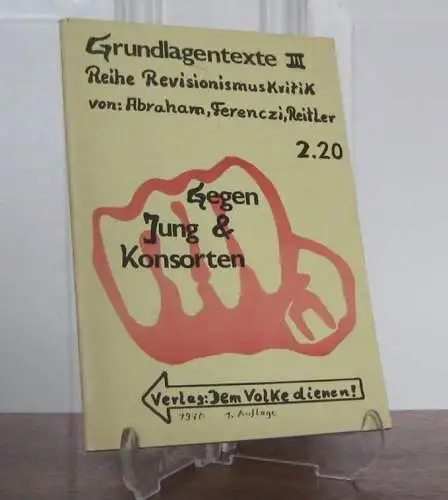 Grundlagentexte III
Reihe Revisionismuskritik
von: Abraham, Ferenczi, Reitler
2.20
Gegen
Jung &
Konsorten
Verlag: Dem Volke dienen!
1. Auflage